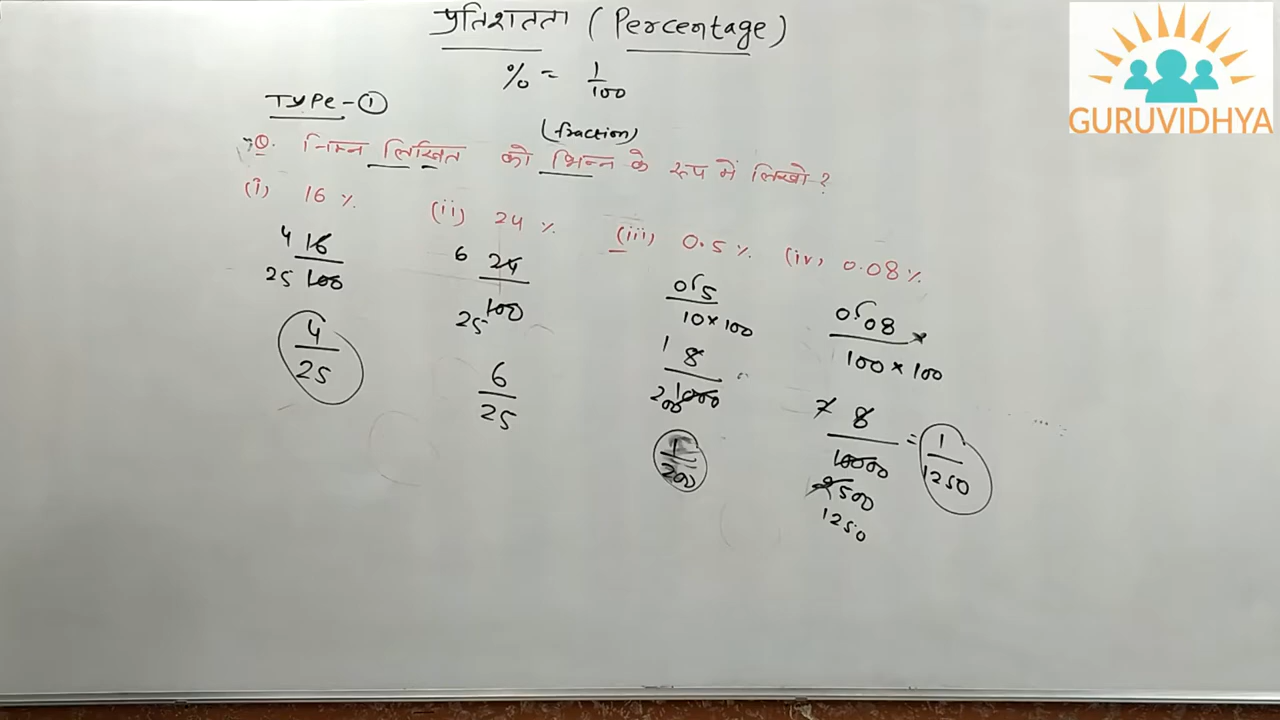 प्रतिशतता (Percentage)
% = 1/100
TYPe-①
(fraction)
Q. निम्न लिखित को भिन्न के रुप में लिखो?
(i) 16 %. (ii) 24 %. (iii) 0.5 %. (iv) 0.08 %.
4 16 / 25 100
6 24 / 25 100
0.5 / 10×100
0.08 / 100×100
4/25
6/25
1 / 200 1000
8 / 10000 = 1/1250
1/200
2500
1250
GURUVIDHYA